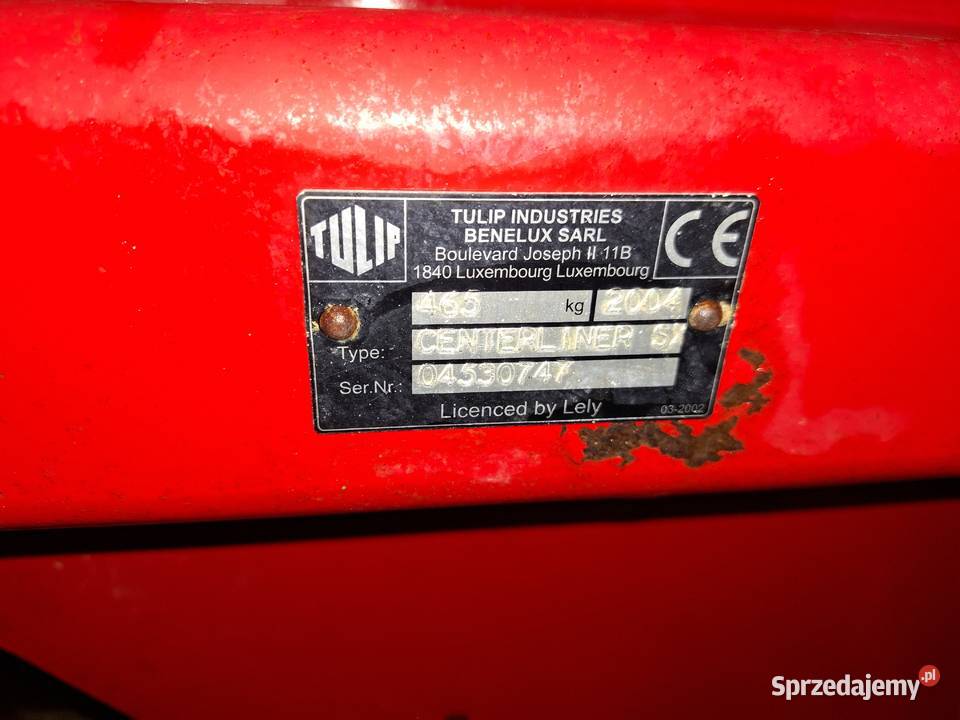 TULIP
TULIP INDUSTRIES
BENELUX SARL
Boulevard Joseph II 11B
1840 Luxembourg Luxembourg
CE
465 kg 2004
Type: CENTERLINER
Ser.Nr.: 04530747
Licenced by Lely
03-2002
Sprzedajemy.pl